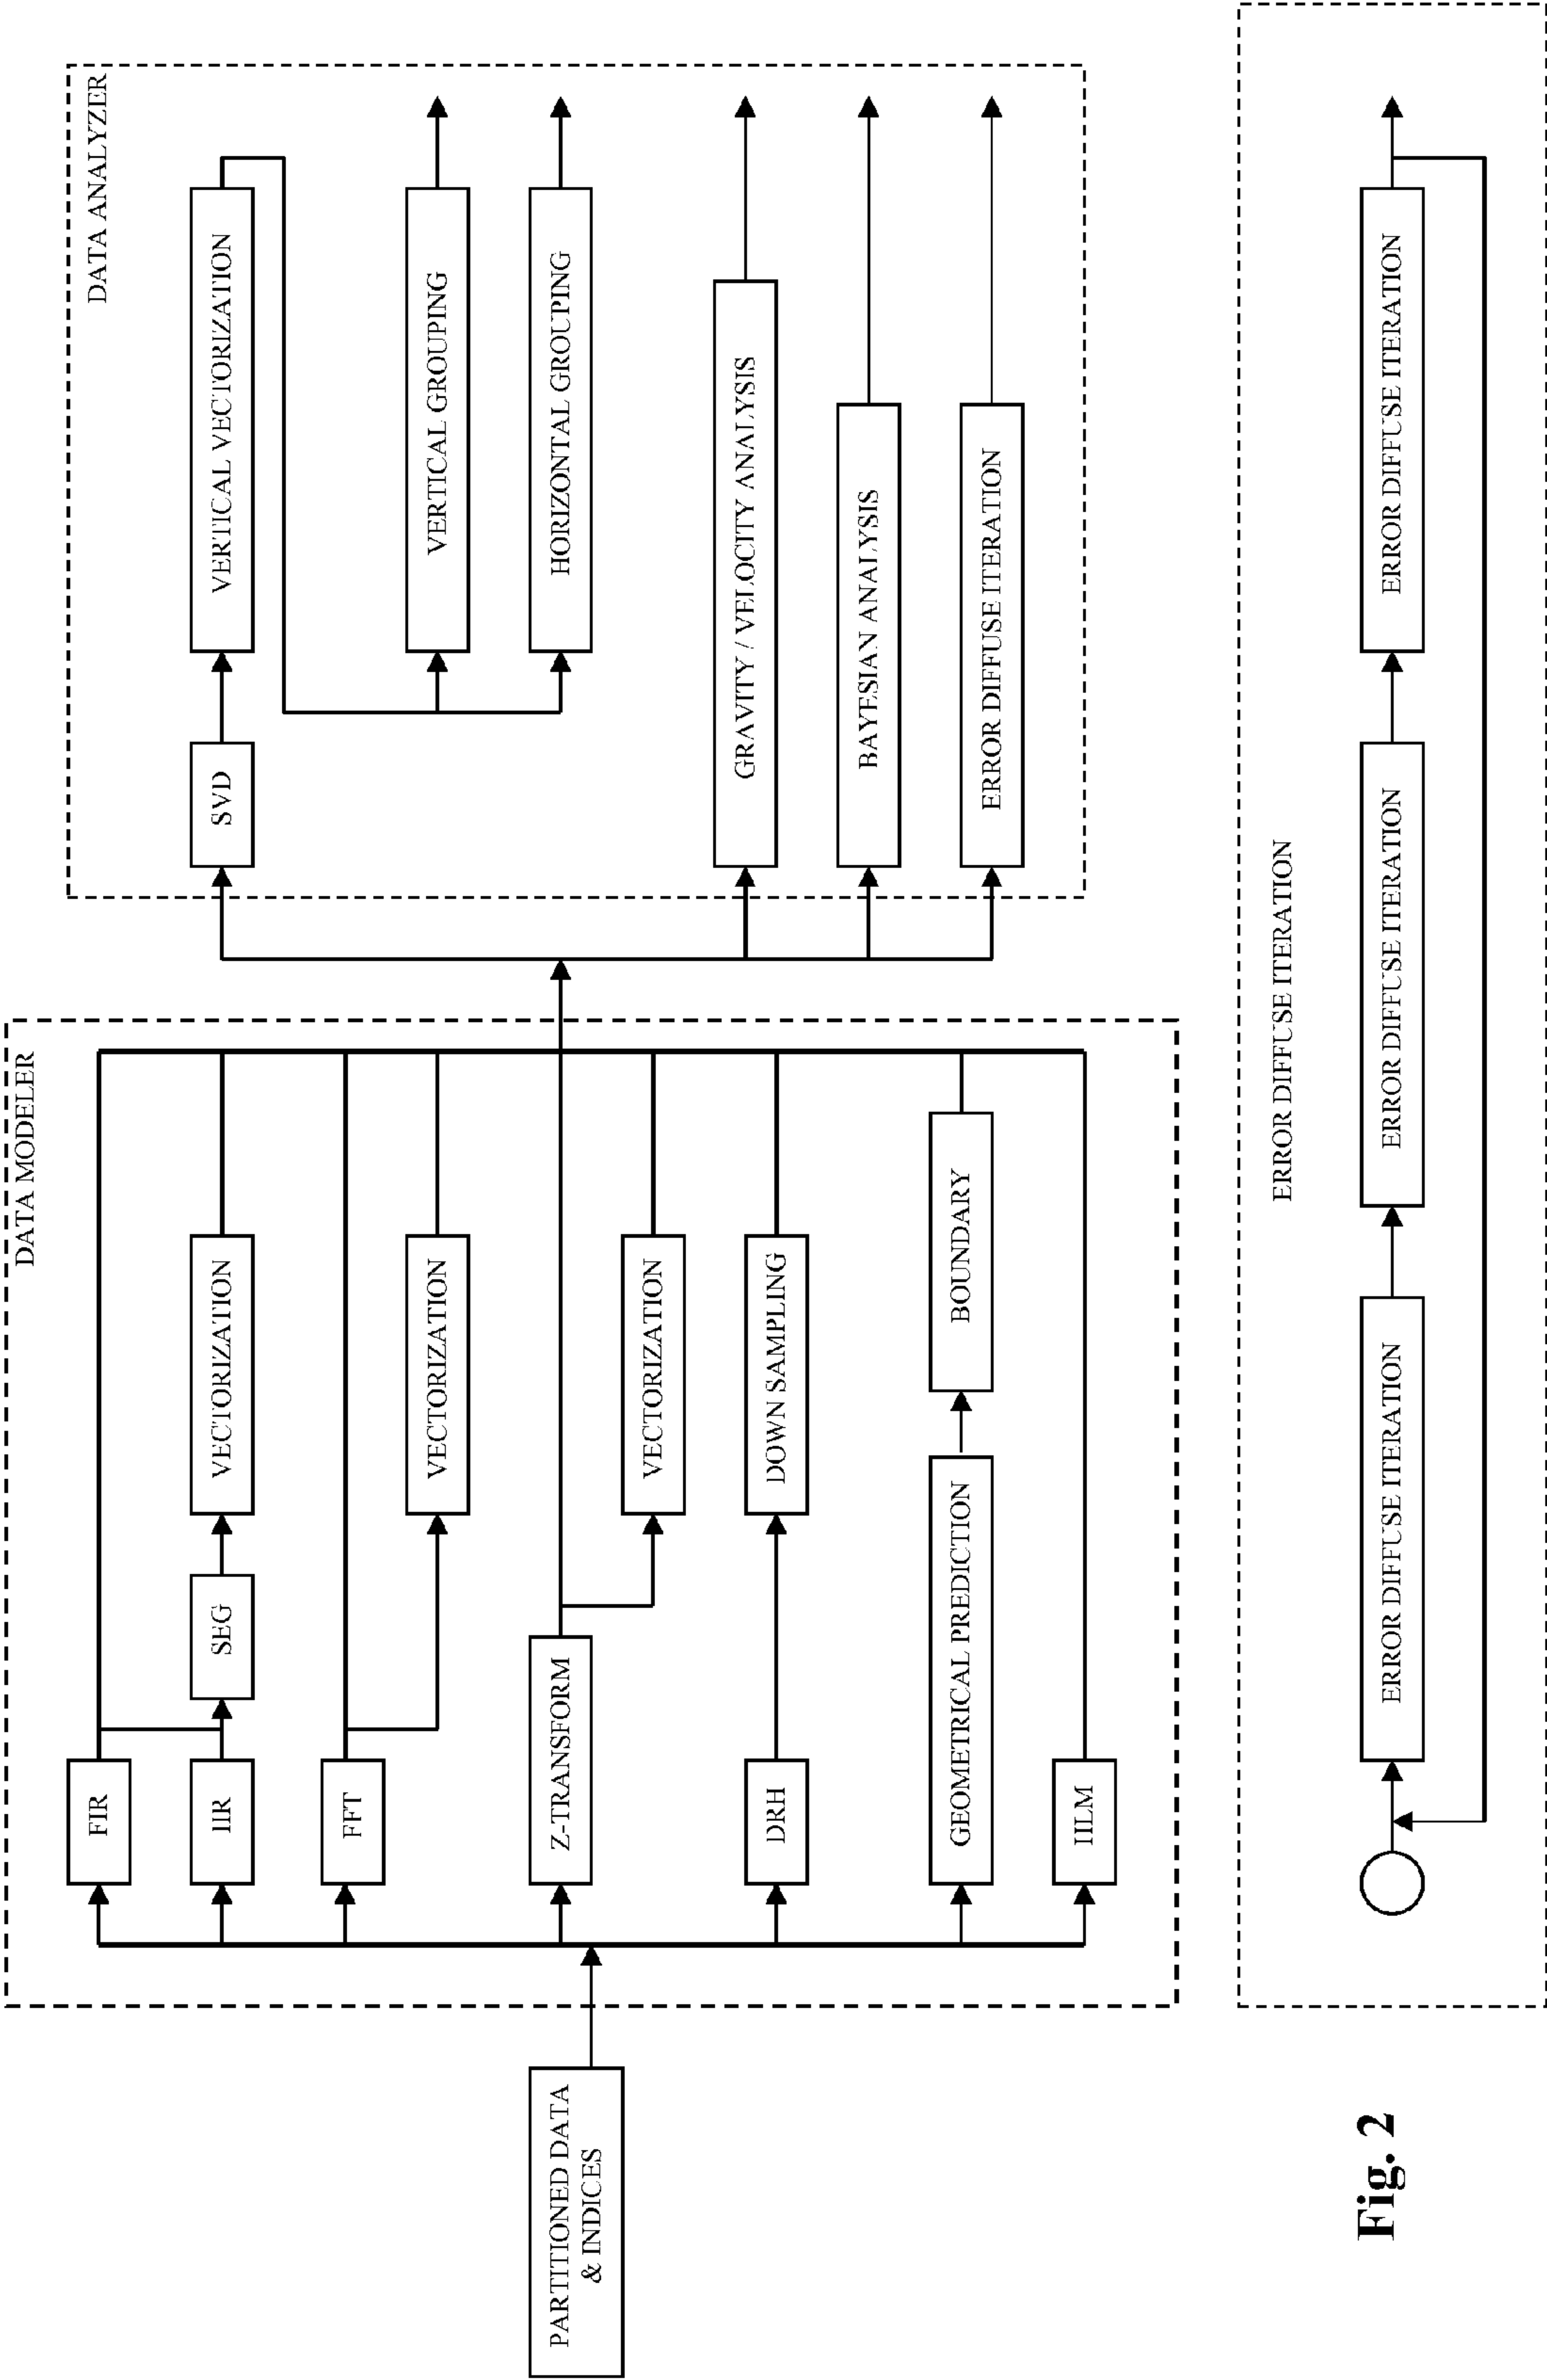 PARTITIONED DATA
& INDICES
DATA MODELER
FIR
IIR
SEG
VECTORIZATION
FFT
VECTORIZATION
Z-TRANSFORM
VECTORIZATION
DRH
DOWN SAMPLING
GEOMETRICAL PREDICTION
BOUNDARY
IILM
DATA ANALYZER
SVD
VERTICAL VECTORIZATION
VERTICAL GROUPING
HORIZONTAL GROUPING
GRAVITY / VELOCITY ANALYSIS
BAYESIAN ANALYSIS
ERROR DIFFUSE ITERATION
ERROR DIFFUSE ITERATION
ERROR DIFFUSE ITERATION
ERROR DIFFUSE ITERATION
ERROR DIFFUSE ITERATION
Fig. 2